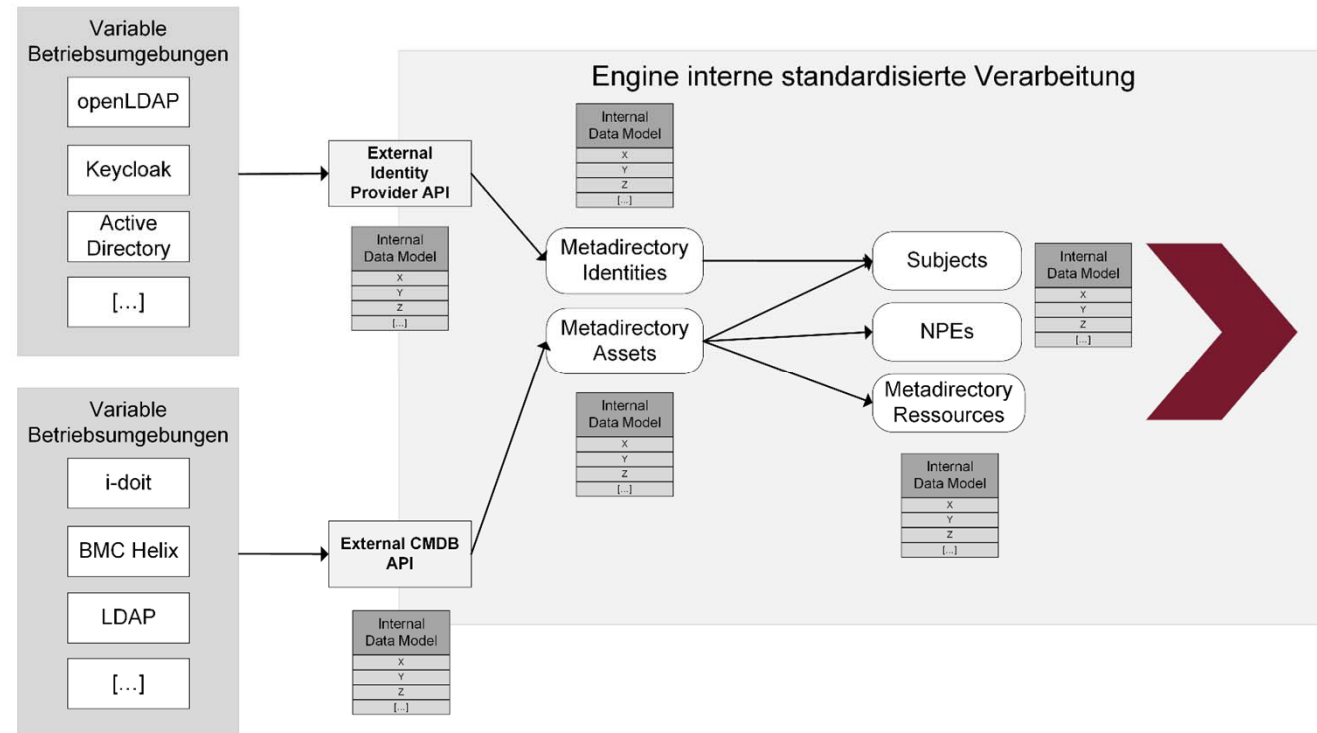 Variable
Betriebsumgebungen
openLDAP
Keycloak
Active
Directory
[...]
Variable
Betriebsumgebungen
i-doit
BMC Helix
LDAP
[...]
External
Identity
Provider API
Internal
Data Model
X
Y
Z
[...]
External CMDB
API
Internal
Data Model
X
Y
Z
[...]
Engine interne standardisierte Verarbeitung
Internal
Data Model
X
Y
Z
[...]
Metadirectory
Identities
Metadirectory
Assets
Internal
Data Model
X
Y
Z
[...]
Subjects
NPEs
Metadirectory
Ressources
Internal
Data Model
X
Y
Z
[...]
Internal
Data Model
X
Y
Z
[...]